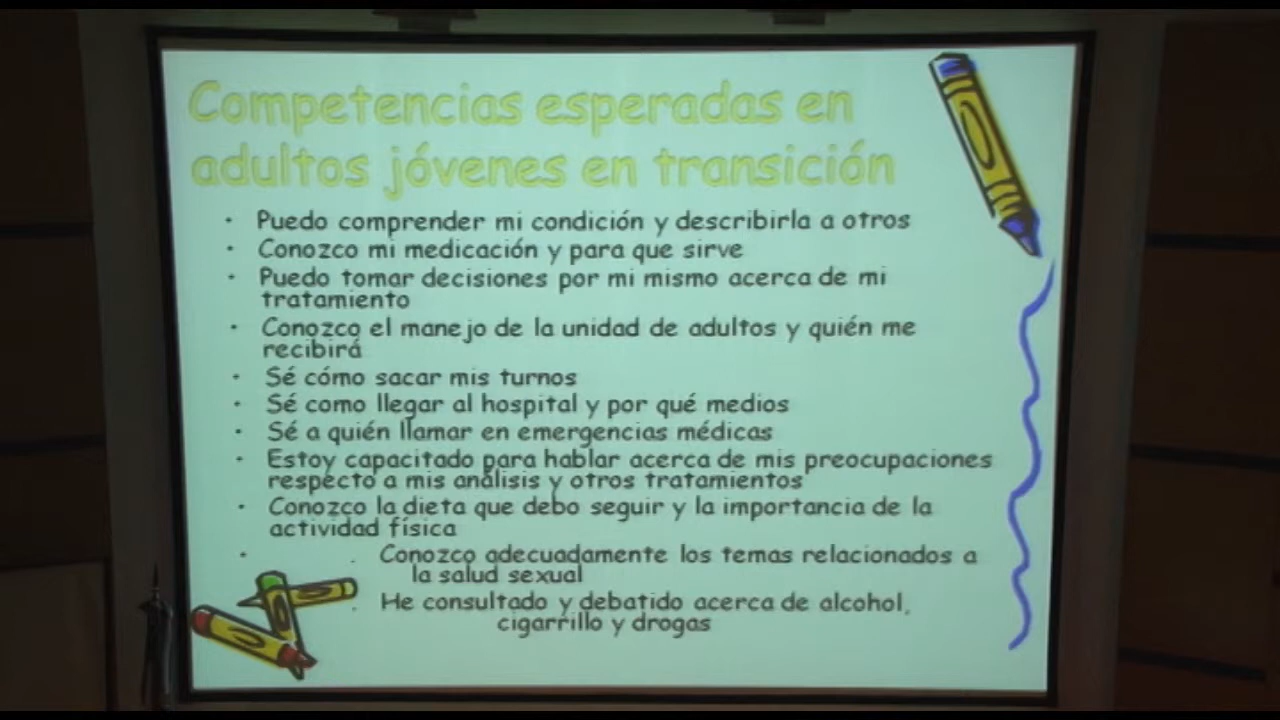 Competencias esperadas en
adultos jóvenes en transición
· Puedo comprender mi condición y describirla a otros
· Conozco mi medicación y para que sirve
· Puedo tomar decisiones por mi mismo acerca de mi
tratamiento
· Conozco el manejo de la unidad de adultos y quién me
recibirá
· Sé cómo sacar mis turnos
· Sé como llegar al hospital y por qué medios
· Sé a quién llamar en emergencias médicas
· Estoy capacitado para hablar acerca de mis preocupaciones
respecto a mis análisis y otros tratamientos
· Conozco la dieta que debo seguir y la importancia de la
actividad física
· . Conozco adecuadamente los temas relacionados a
la salud sexual
. He consultado y debatido acerca de alcohol,
cigarrillo y drogas